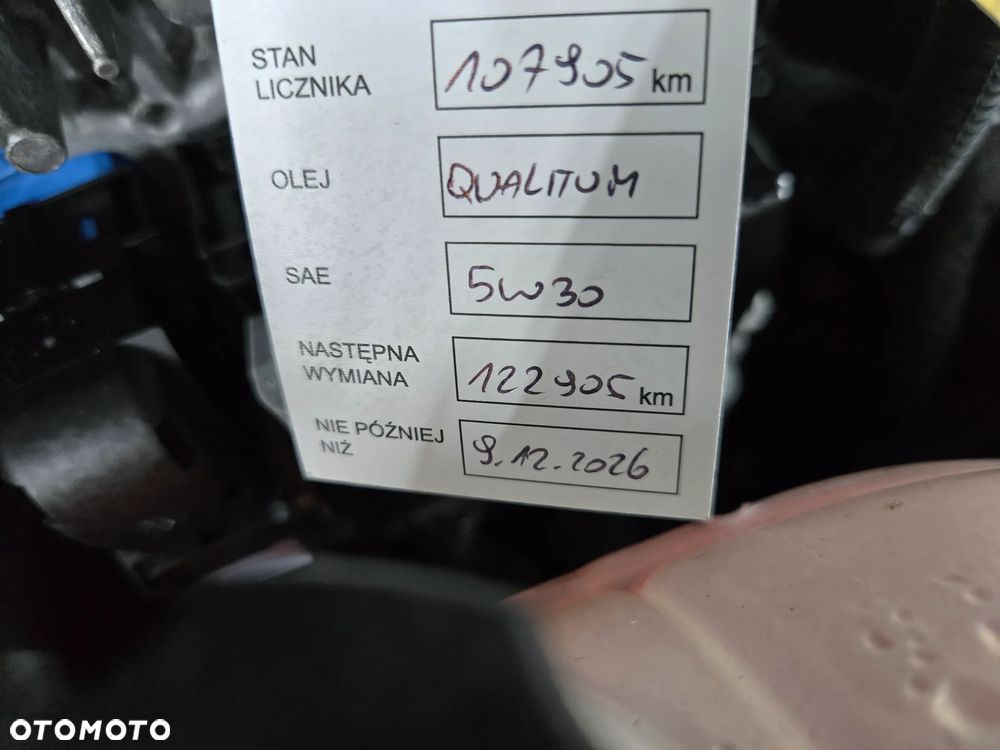 STAN
LICZNIKA
107905 km
OLEJ
QUALITUM
SAE
5W30
NASTĘPNA
WYMIANA
122905 km
NIE PÓŹNIEJ
NIŻ
9.12.2026
OTOMOTO